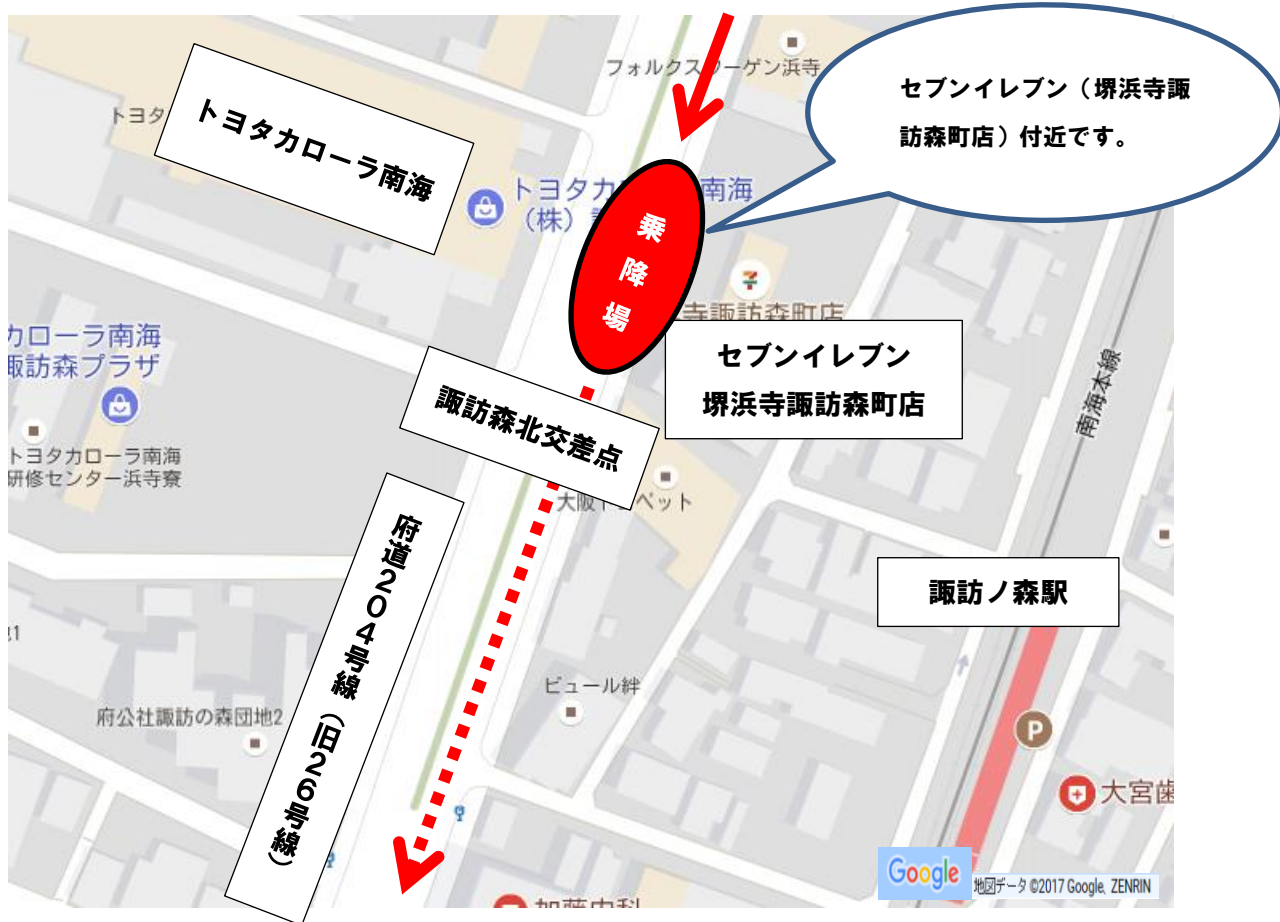 フォルクスワーゲン浜寺
セブンイレブン（堺浜寺諏
訪森町店）付近です。
トヨタ
トヨタカローラ南海
トヨタカ
南海
（株）
乗降場
寺諏訪森町店
セブンイレブン
堺浜寺諏訪森町店
カローラ南海
諏訪森プラザ
南海本線
諏訪森北交差点
トヨタカローラ南海
研修センター浜寺寮
大阪トヨペット
府道２０４号線（旧２６号線）
諏訪ノ森駅
ビュール絆
府公社諏訪の森団地2
P
大宮歯
Google
地図データ ©2017 Google, ZENRIN
加藤内科